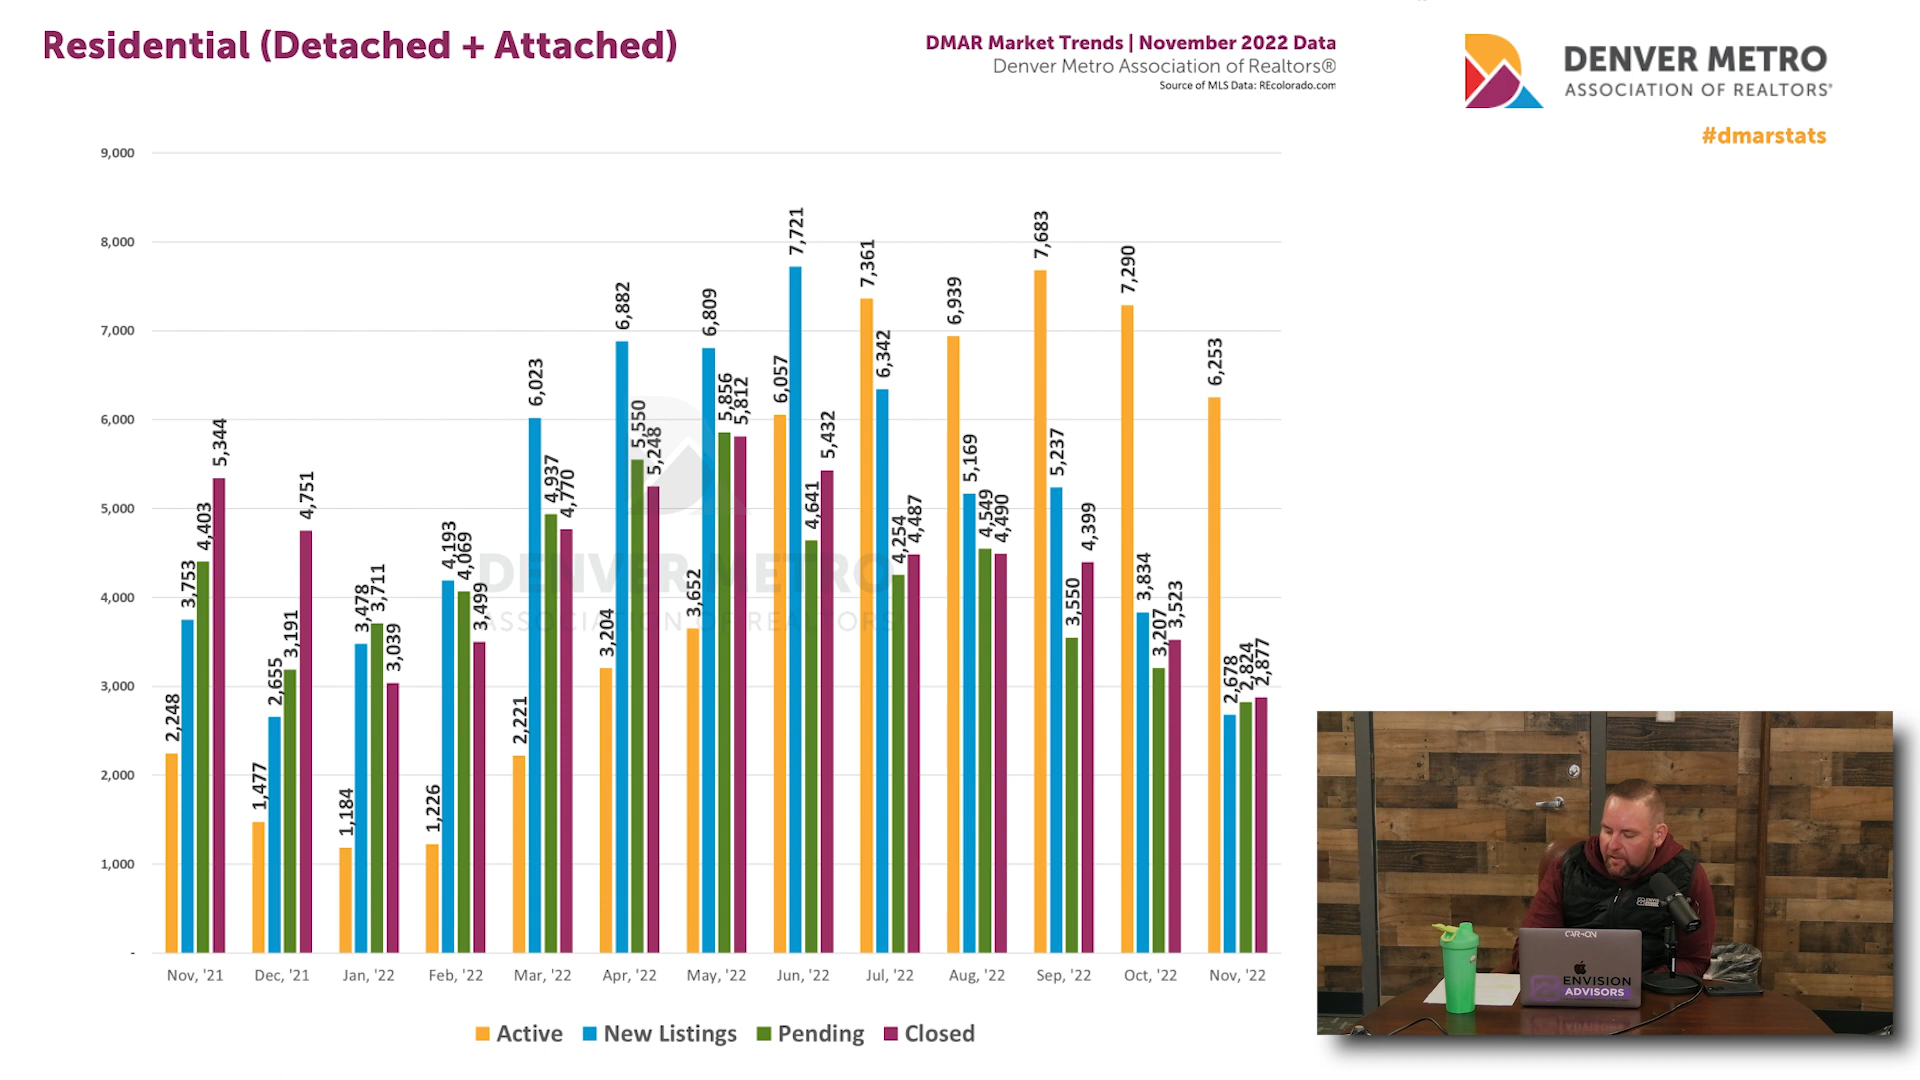 Residential (Detached + Attached)
DMAR Market Trends | November 2022 Data
Denver Metro Association of Realtors®
Source of MLS Data: REcolorado.com
DENVER METRO
ASSOCIATION OF REALTORS®
#dmarstats
9,000
8,000
7,000
6,000
5,000
4,000
3,000
2,000
1,000
-
2,248
3,753
4,403
5,344
1,477
2,655
3,191
4,751
1,184
3,478
3,711
3,039
1,226
4,193
4,069
3,499
2,221
6,023
4,937
4,770
3,204
6,882
5,550
5,248
3,652
6,809
5,856
5,812
6,057
7,721
4,641
5,432
7,361
6,342
4,254
4,487
6,939
5,169
4,549
4,490
7,683
5,237
3,550
4,399
7,290
3,834
3,207
3,523
6,253
2,678
2,824
2,877
DENVER METRO
ASSOCIATION OF REALTORS®
Nov, '21
Dec, '21
Jan, '22
Feb, '22
Mar, '22
Apr, '22
May, '22
Jun, '22
Jul, '22
Aug, '22
Sep, '22
Oct, '22
Nov, '22
Active
New Listings
Pending
Closed
ENVISION
ADVISORS